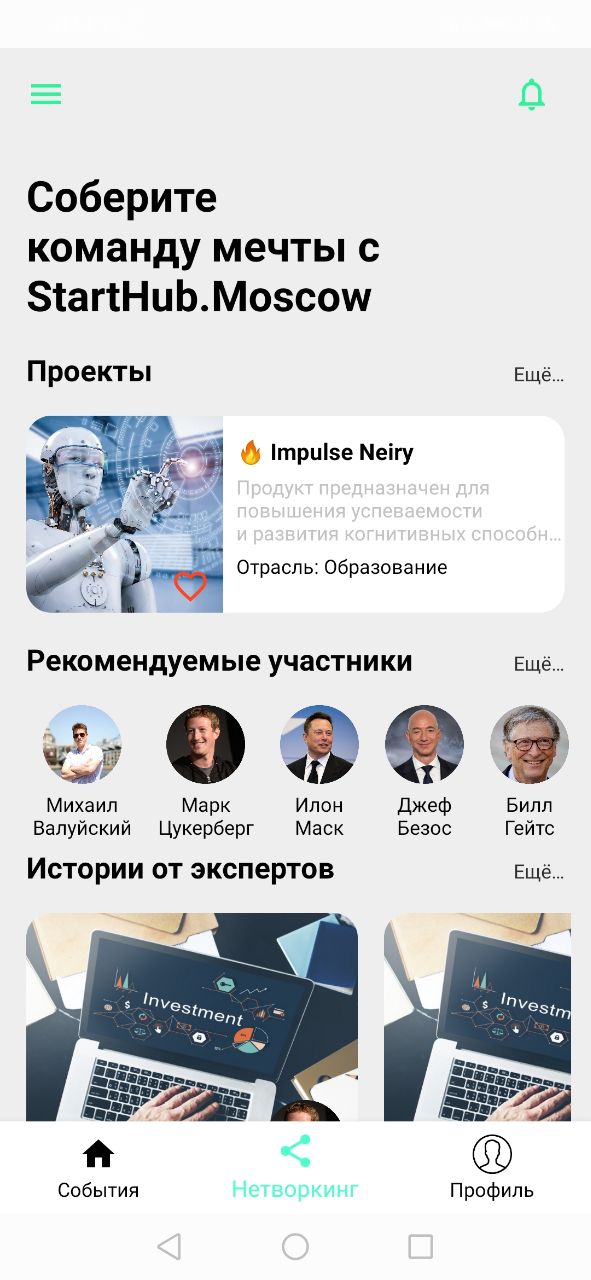 Соберите
команду мечты с
StartHub.Moscow
Проекты
Ещё...
🔥 Impulse Neiry
Продукт предназначен для
повышения успеваемости
и развития когнитивных способн...
Отрасль: Образование
Рекомендуемые участники
Ещё...
Михаил
Валуйский
Марк
Цукерберг
Илон
Маск
Джеф
Безос
Билл
Гейтс
Истории от экспертов
Ещё...
Investment
Investm
События
Нетворкинг
Профиль